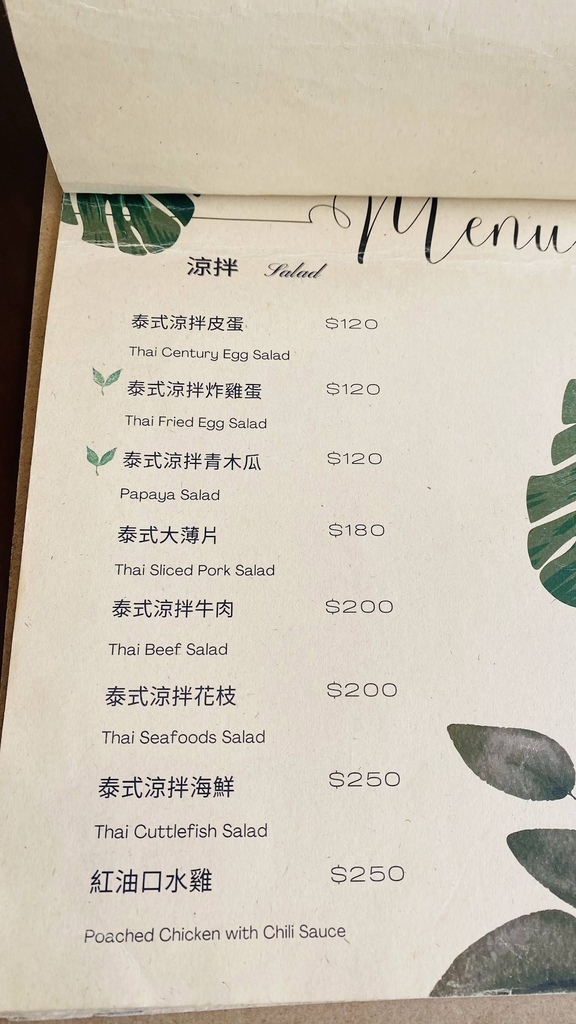 Menu
涼拌 Salad
泰式涼拌皮蛋 $120
Thai Century Egg Salad
泰式涼拌炸雞蛋 $120
Thai Fried Egg Salad
泰式涼拌青木瓜 $120
Papaya Salad
泰式大薄片 $180
Thai Sliced Pork Salad
泰式涼拌牛肉 $200
Thai Beef Salad
泰式涼拌花枝 $200
Thai Seafoods Salad
泰式涼拌海鮮 $250
Thai Cuttlefish Salad
紅油口水雞 $250
Poached Chicken with Chili Sauce